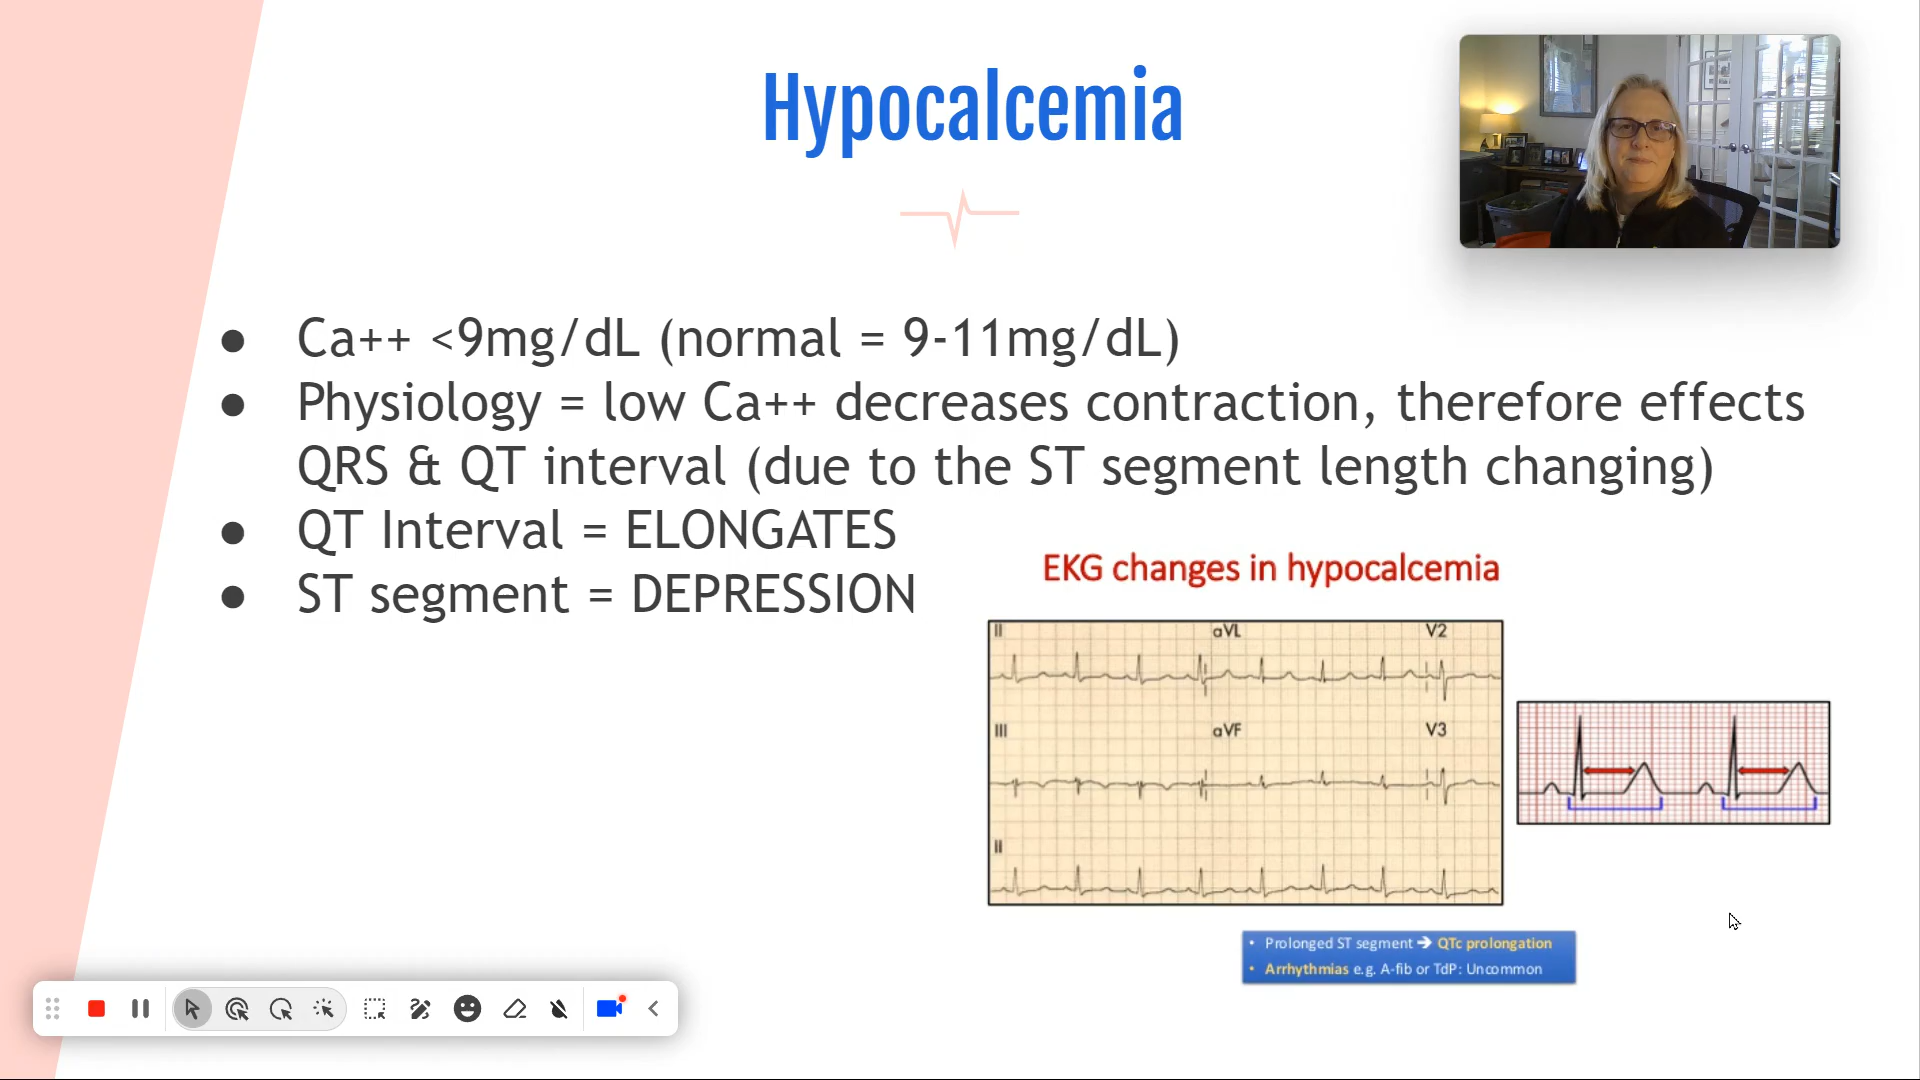 Hypocalcemia
● Ca++ <9mg/dL (normal = 9-11mg/dL)
● Physiology = low Ca++ decreases contraction, therefore effects
QRS & QT interval (due to the ST segment length changing)
● QT Interval = ELONGATES
● ST segment = DEPRESSION
EKG changes in hypocalcemia
II aVL V2
III aVF V3
II
• Prolonged ST segment ➔ QTc prolongation
• Arrhythmias e.g. A-fib or TdP: Uncommon